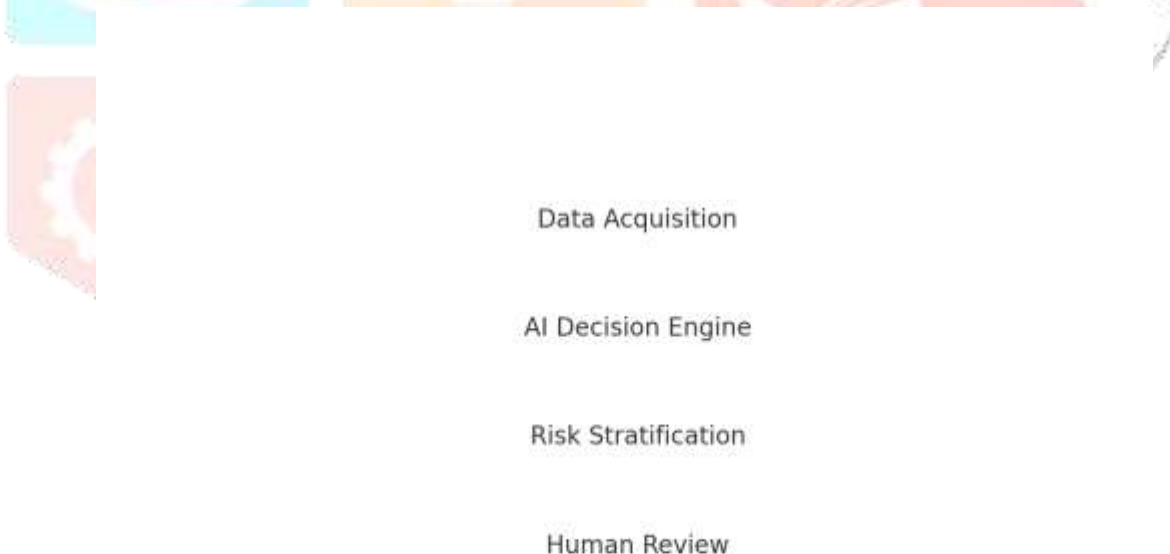 Data Acquisition
AI Decision Engine
Risk Stratification
Human Review